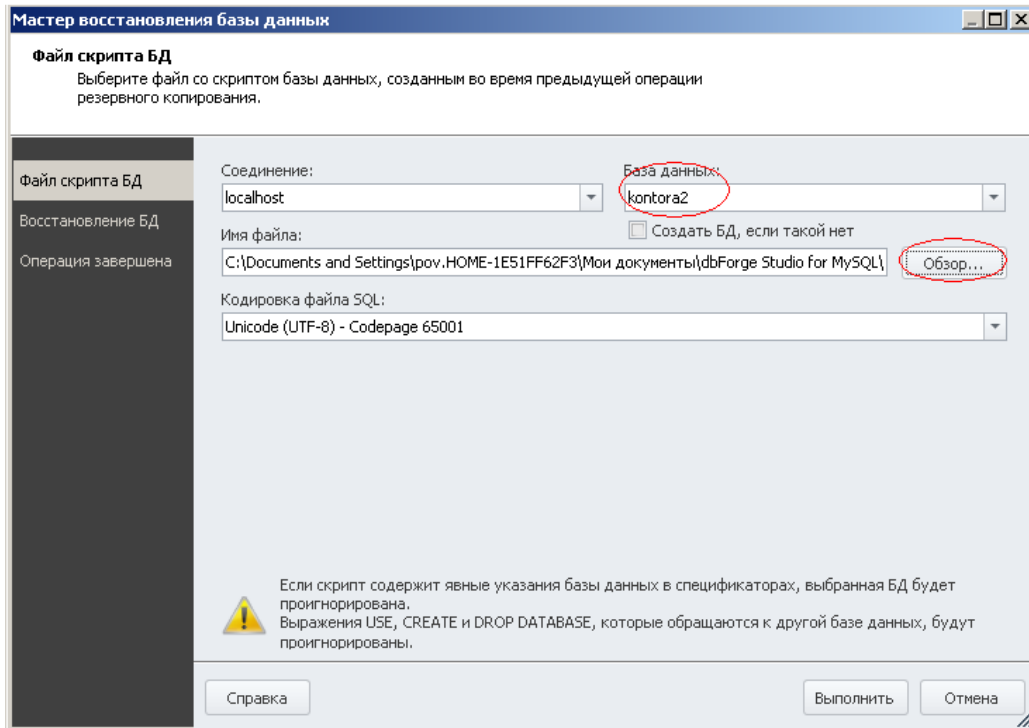 Мастер восстановления базы данных
Файл скрипта БД
Выберите файл со скриптом базы данных, созданным во время предыдущей операции
резервного копирования.
Файл скрипта БД
Восстановление БД
Операция завершена
Соединение:
База данных:
localhost
kontora2
Создать БД, если такой нет
Имя файла:
C:\Documents and Settings\pov.HOME-1E51FF62F3\Мои документы\dbForge Studio for MySQL\
Обзор...
Кодировка файла SQL:
Unicode (UTF-8) - Codepage 65001
Если скрипт содержит явные указания базы данных в спецификаторах, выбранная БД будет
проигнорирована.
Выражения USE, CREATE и DROP DATABASE, которые обращаются к другой базе данных, будут
проигнорированы.
Справка
Выполнить
Отмена